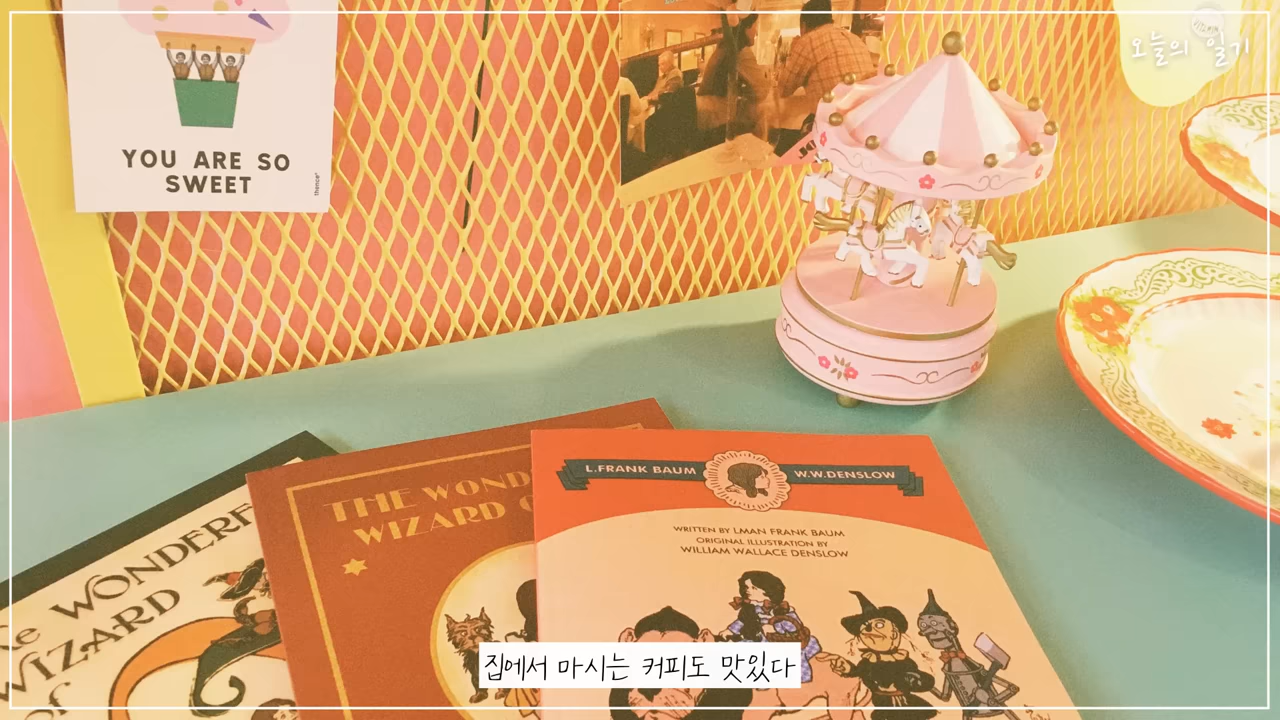 오늘의 일기
YOU ARE SO
SWEET
thence*
L.FRANK BAUM
W.W.DENSLOW
WRITTEN BY LMAN FRANK BAUM
ORIGINAL ILLUSTRATION BY
WILLIAM WALLACE DENSLOW
THE WOND
WIZARD
WONDERF
WIZARD
of
집에서 마시는 커피도 맛있다